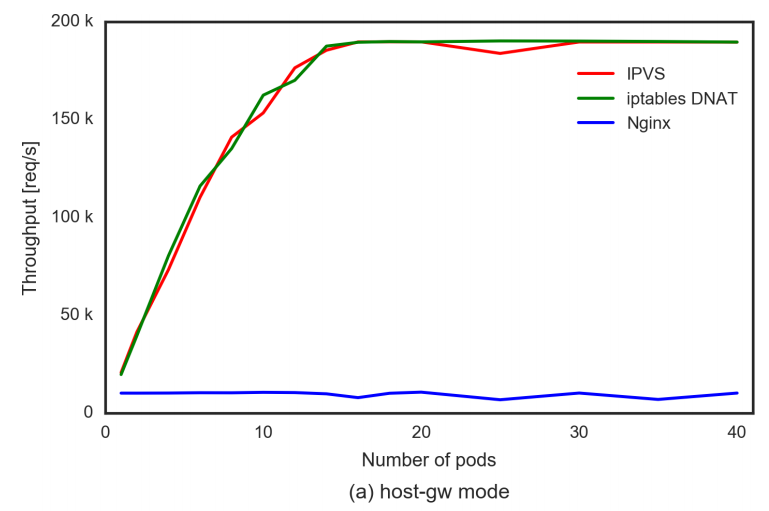 200 k
150 k
100 k
50 k
0
Throughput [req/s]
IPVS
iptables DNAT
Nginx
0 10 20 30 40
Number of pods
(a) host-gw mode